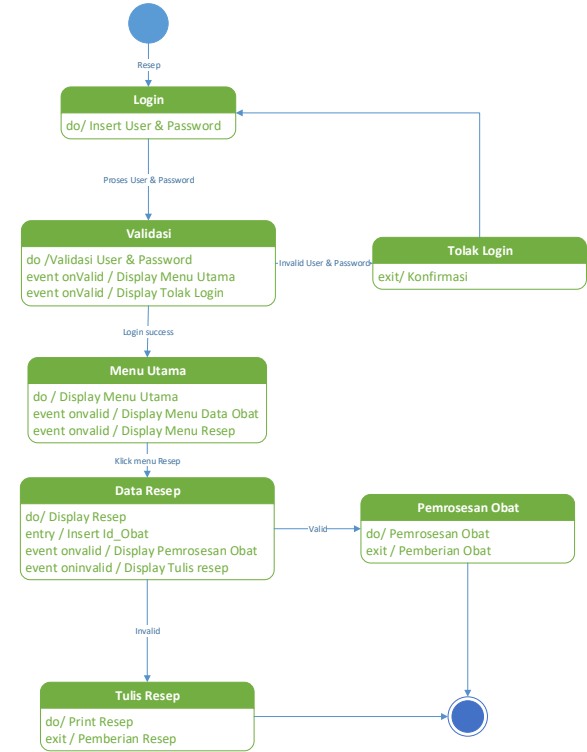 Resep
Login
do/ Insert User & Password
Proses User & Password
Validasi
do /Validasi User & Password
event onValid / Display Menu Utama
event onValid / Display Tolak Login
Invalid User & Password
Tolak Login
exit/ Konfirmasi
Login success
Menu Utama
do / Display Menu Utama
event onvalid / Display Menu Data Obat
event onvalid / Display Menu Resep
Klick menu Resep
Data Resep
do/ Display Resep
entry / Insert Id_Obat
event onvalid / Display Pemrosesan Obat
event oninvalid / Display Tulis resep
Valid
Pemrosesan Obat
do/ Pemrosesan Obat
exit / Pemberian Obat
Invalid
Tulis Resep
do/ Print Resep
exit / Pemberian Resep